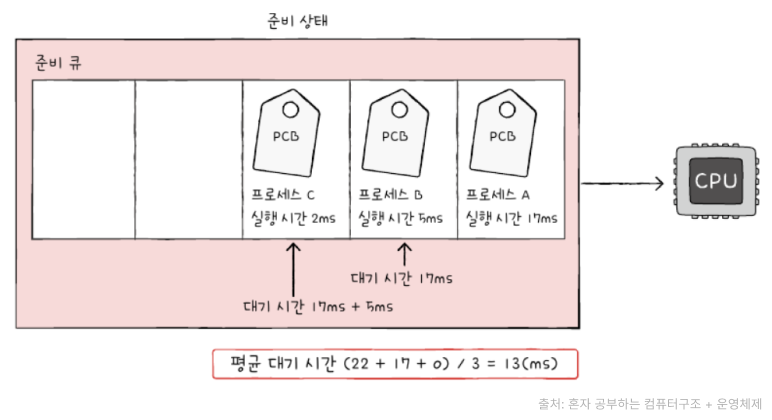 준비 상태
준비 큐
PCB
PCB
PCB
CPU
프로세스 C
실행 시간 2ms
프로세스 B
실행 시간 5ms
프로세스 A
실행 시간 17ms
대기 시간 17ms
대기 시간 17ms + 5ms
평균 대기 시간 (22 + 17 + 0) / 3 = 13(ms)
출처: 혼자 공부하는 컴퓨터구조 + 운영체제